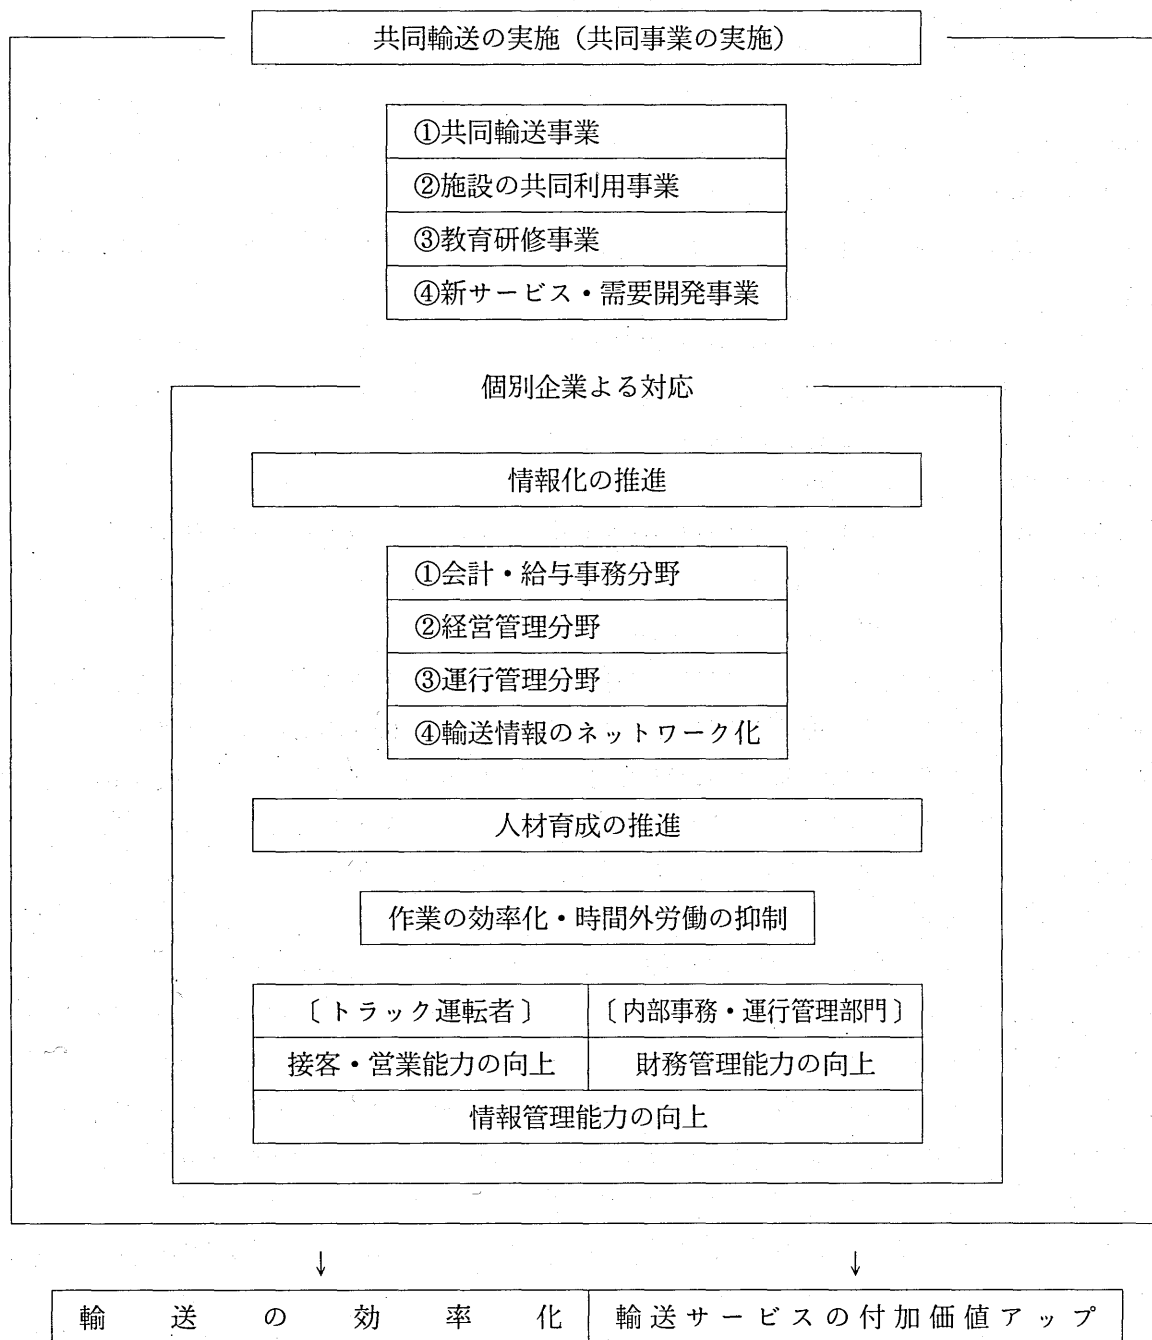 共同輸送の実施（共同事業の実施）
①共同輸送事業
②施設の共同利用事業
③教育研修事業
④新サービス・需要開発事業
個別企業よる対応
情報化の推進
①会計・給与事務分野
②経営管理分野
③運行管理分野
④輸送情報のネットワーク化
人材育成の推進
作業の効率化・時間外労働の抑制
〔トラック運転者〕
〔内部事務・運行管理部門〕
接客・営業能力の向上
財務管理能力の向上
情報管理能力の向上
↓
↓
輸送の効率化
輸送サービスの付加価値アップ